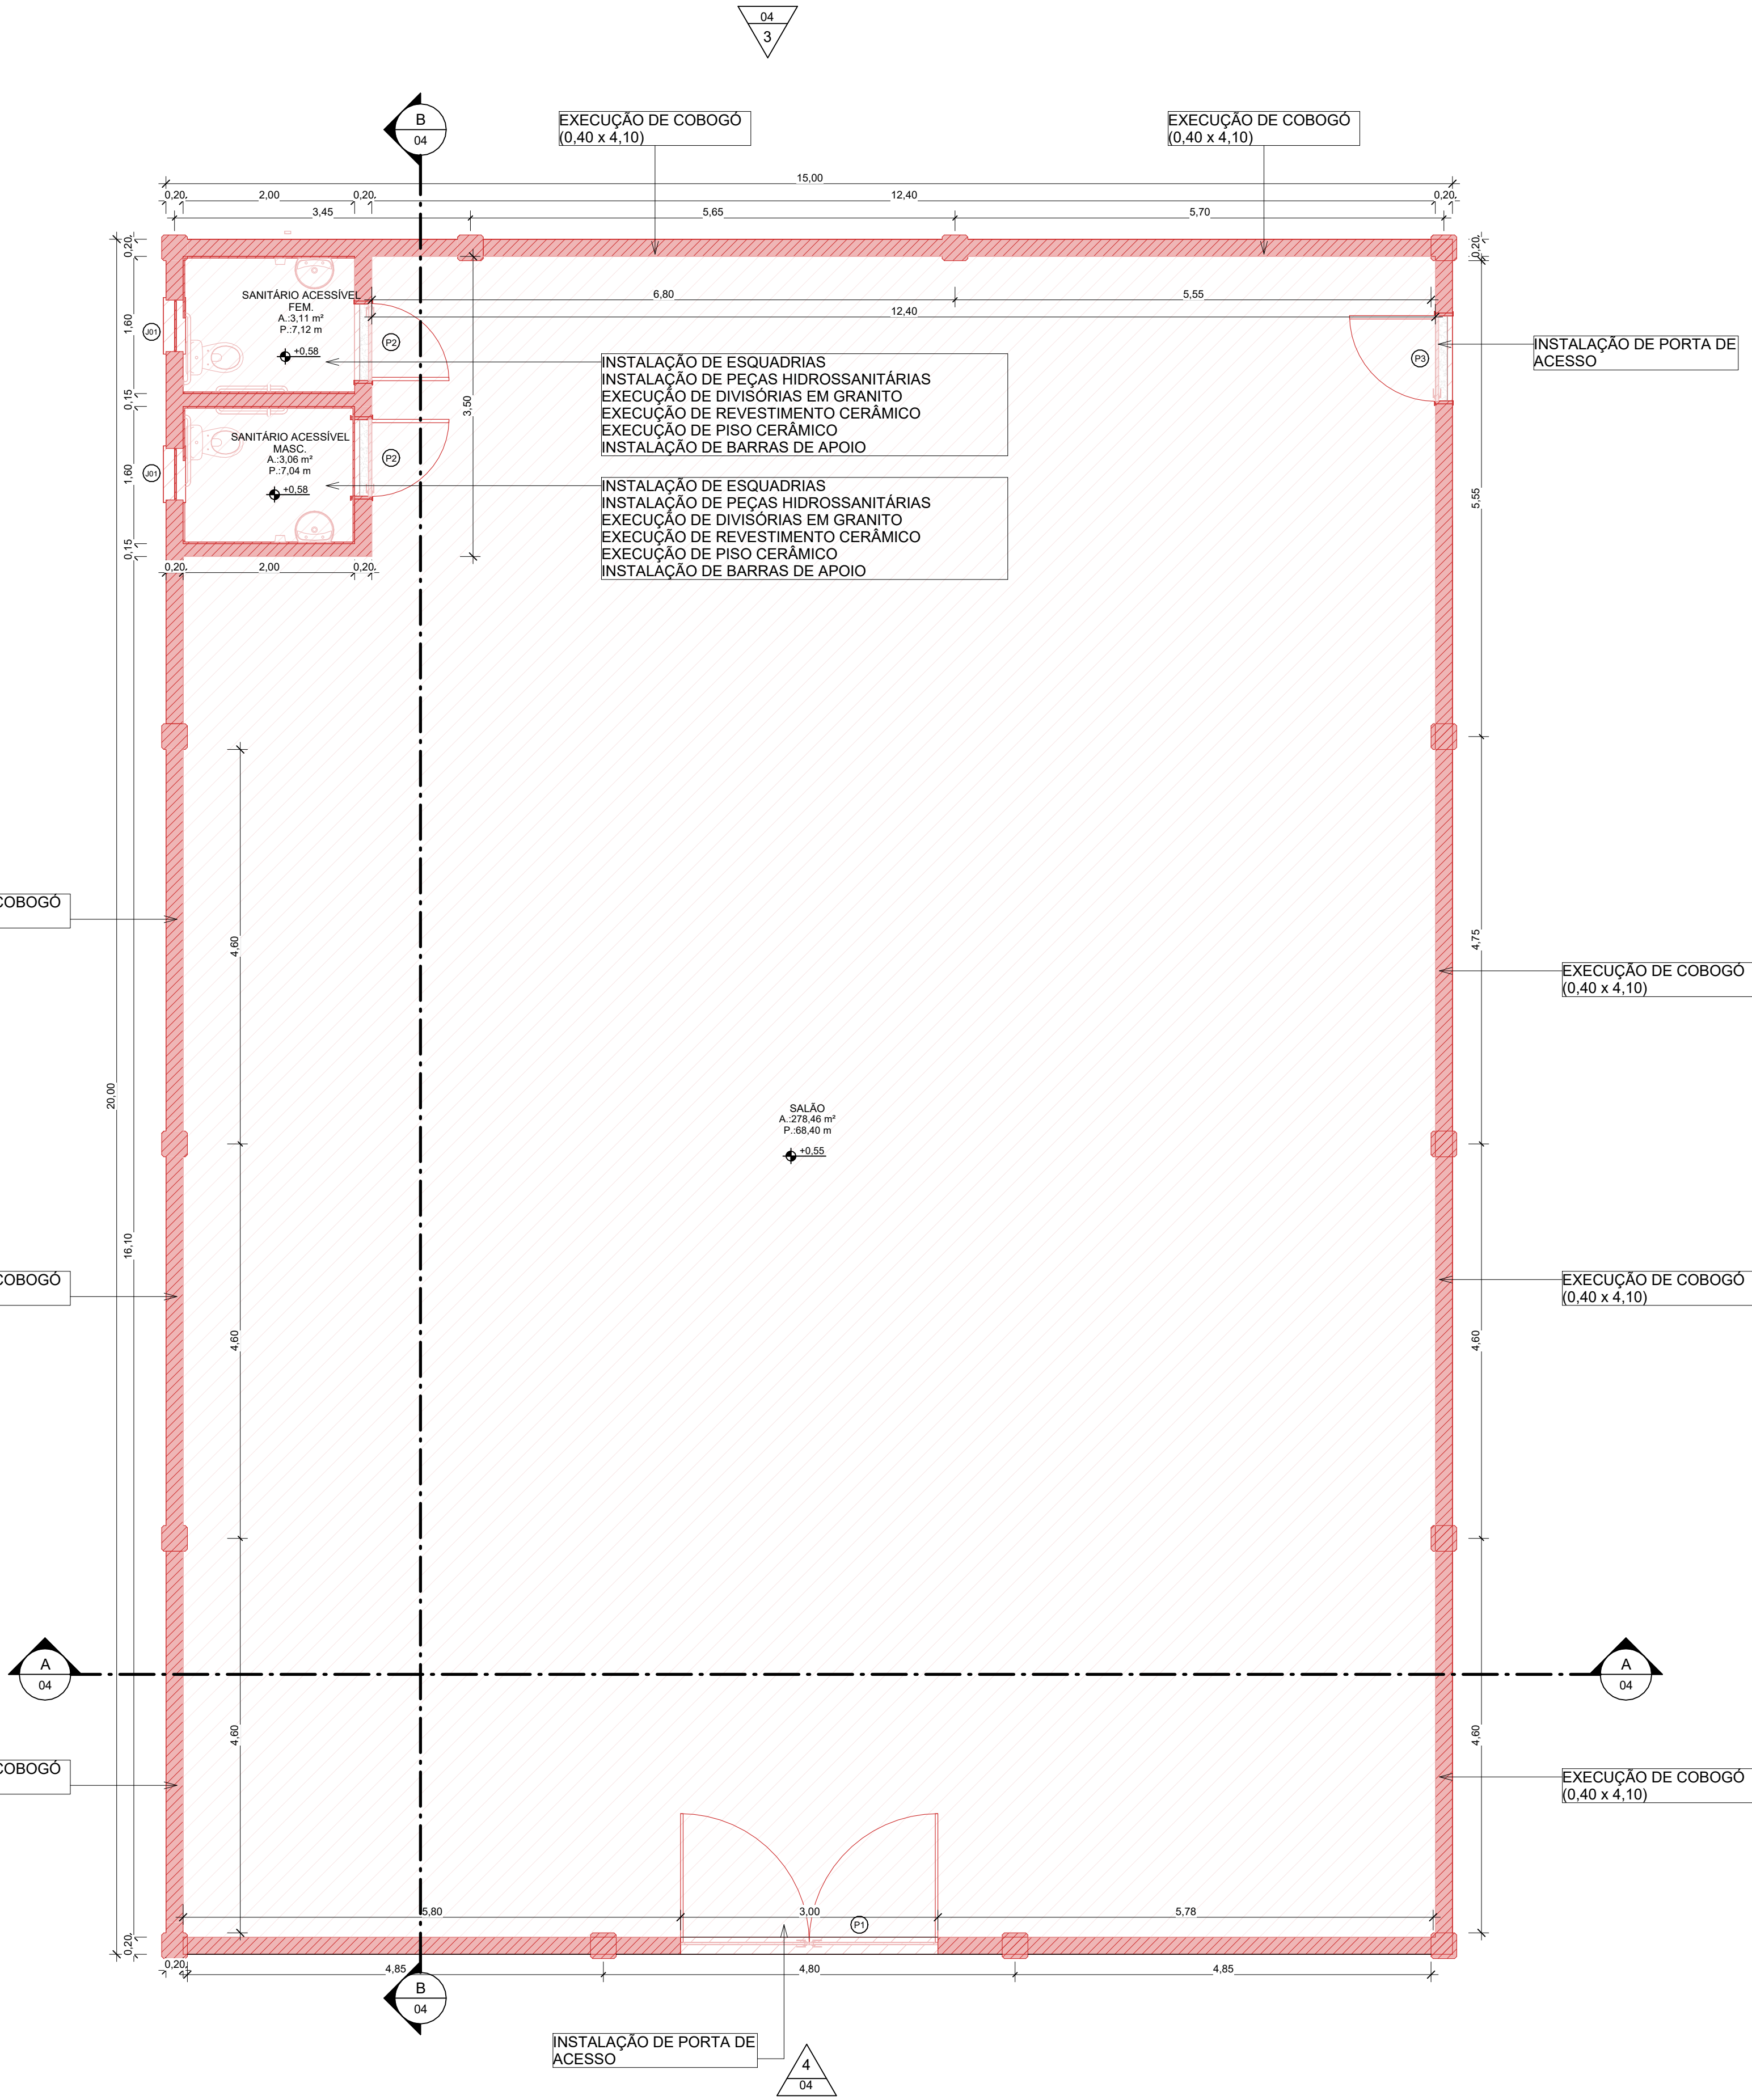 04
3
B
04
EXECUÇÃO DE COBOGÓ
(0,40 x 4,10)
EXECUÇÃO DE COBOGÓ
(0,40 x 4,10)
15,00
0,20
2,00
0,20
12,40
0,20
3,45
5,65
5,70
0,20
0,20
6,80
5,55
12,40
SANITÁRIO ACESSÍVEL
FEM.
A.:3,11 m²
P.:7,12 m
+0,58
1,60
J01
P2
P3
INSTALAÇÃO DE PORTA DE
ACESSO
INSTALAÇÃO DE ESQUADRIAS
INSTALAÇÃO DE PEÇAS HIDROSSANITÁRIAS
EXECUÇÃO DE DIVISÓRIAS EM GRANITO
EXECUÇÃO DE REVESTIMENTO CERÂMICO
EXECUÇÃO DE PISO CERÂMICO
INSTALAÇÃO DE BARRAS DE APOIO
0,15
3,50
SANITÁRIO ACESSÍVEL
MASC.
A.:3,06 m²
P.:7,04 m
+0,58
1,60
J01
P2
INSTALAÇÃO DE ESQUADRIAS
INSTALAÇÃO DE PEÇAS HIDROSSANITÁRIAS
EXECUÇÃO DE DIVISÓRIAS EM GRANITO
EXECUÇÃO DE REVESTIMENTO CERÂMICO
EXECUÇÃO DE PISO CERÂMICO
INSTALAÇÃO DE BARRAS DE APOIO
5,55
0,15
0,20
2,00
0,20
COBOGÓ
4,60
4,75
EXECUÇÃO DE COBOGÓ
(0,40 x 4,10)
20,00
SALÃO
A.:278,46 m²
P.:68,40 m
+0,55
16,10
COBOGÓ
EXECUÇÃO DE COBOGÓ
(0,40 x 4,10)
4,60
4,60
A
04
A
04
4,60
4,60
COBOGÓ
EXECUÇÃO DE COBOGÓ
(0,40 x 4,10)
5,80
3,00
5,78
P1
0,20
0,20
4,85
4,80
4,85
B
04
INSTALAÇÃO DE PORTA DE
ACESSO
4
04